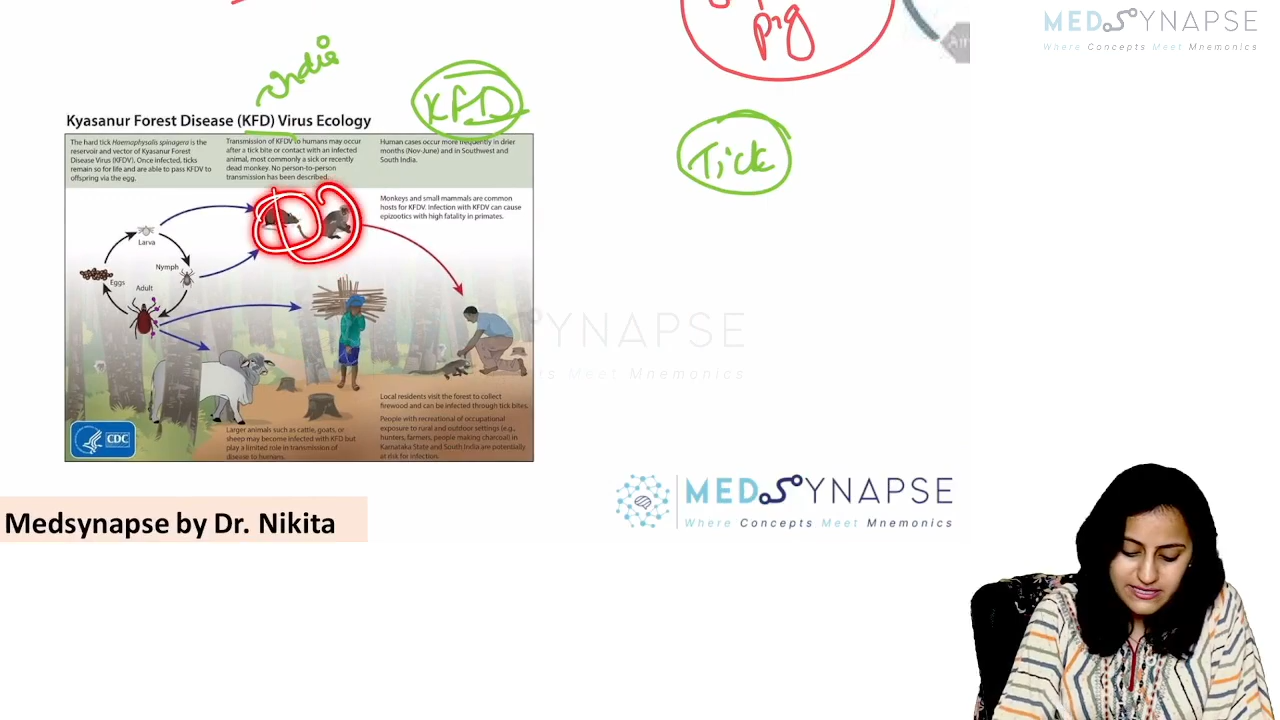 pig
MEDSYNAPSE
Where Concepts Meet Mnemonics
India
KFD
Tick
Kyasanur Forest Disease (KFD) Virus Ecology
The hard tick Haemaphysalis spinagera is the
reservoir and vector of Kyasanur Forest
Disease Virus (KFDV). Once infected, ticks
remain so for life and are able to pass KFDV to
offspring via the egg.
Transmission of KFDV to humans may occur
after a tick bite or contact with an infected
animal, most commonly a sick or recently
dead monkey. No person-to-person
transmission has been described.
Human cases occur more frequently in drier
months (Nov-June) and in Southwest and
South India.
Monkeys and small mammals are common
hosts for KFDV. Infection with KFDV can cause
epizootics with high fatality in primates.
Larva
Nymph
Eggs
Adult
YNAPSE
Meet Mnemonics
Local residents visit the forest to collect
firewood and can be infected through tick bites.
People with recreational of occupational
exposure to rural and outdoor settings (e.g.,
hunters, farmers, people making charcoal) in
Karnataka State and South India are potentially
at risk for infection.
Larger animals such as cattle, goats, or
sheep may become infected with KFD but
play a limited role in transmission of
disease to humans.
CDC
MEDSYNAPSE
Where Concepts Meet Mnemonics
Medsynapse by Dr. Nikita